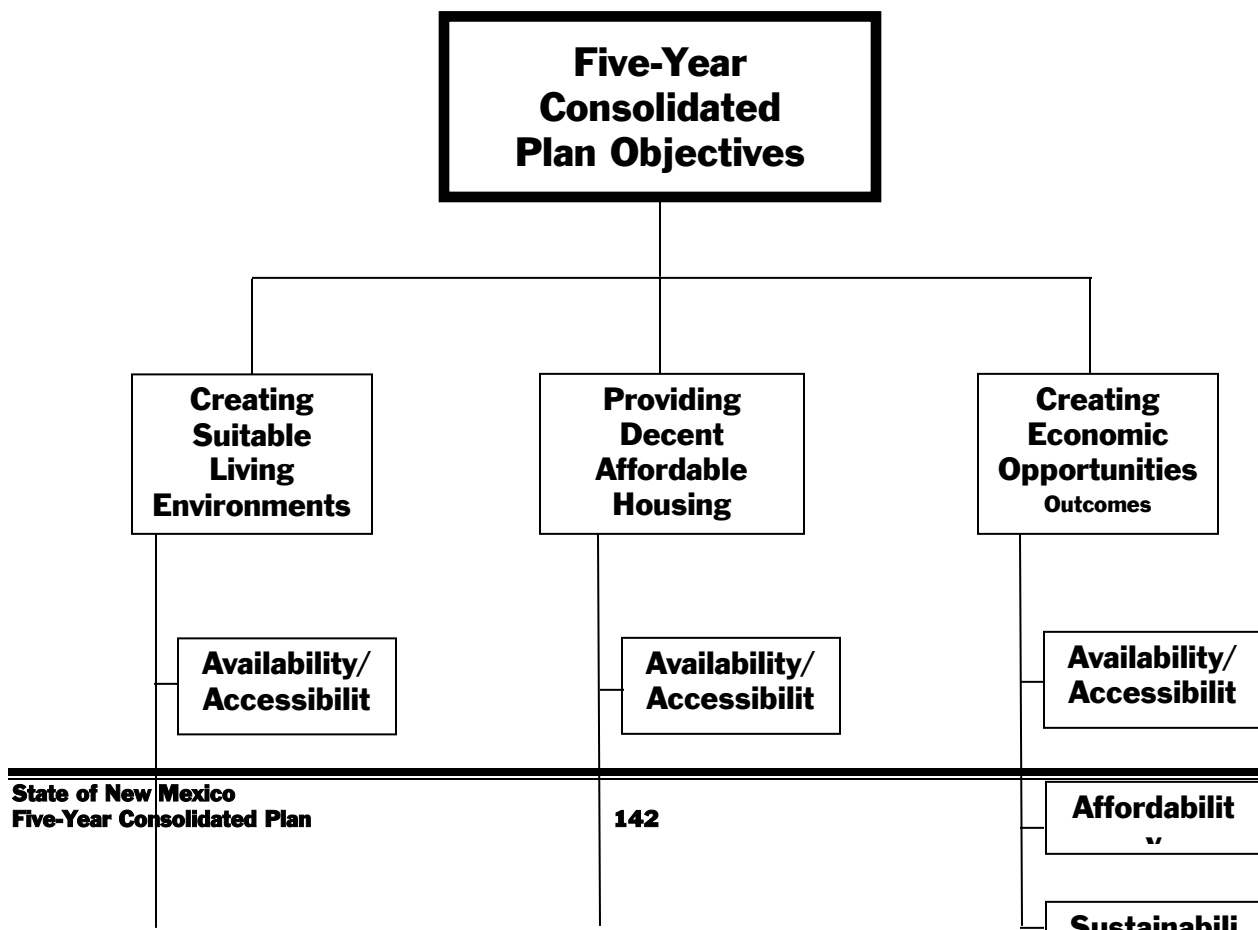 Five-Year
Consolidated
Plan Objectives
Creating
Suitable
Living
Environments
Providing
Decent
Affordable
Housing
Creating
Economic
Opportunities
Outcomes
Availability/
Accessibilit
Availability/
Accessibilit
Availability/
Accessibilit
State of New Mexico
Five-Year Consolidated Plan
142
Affordabilit
y
Sustainabili